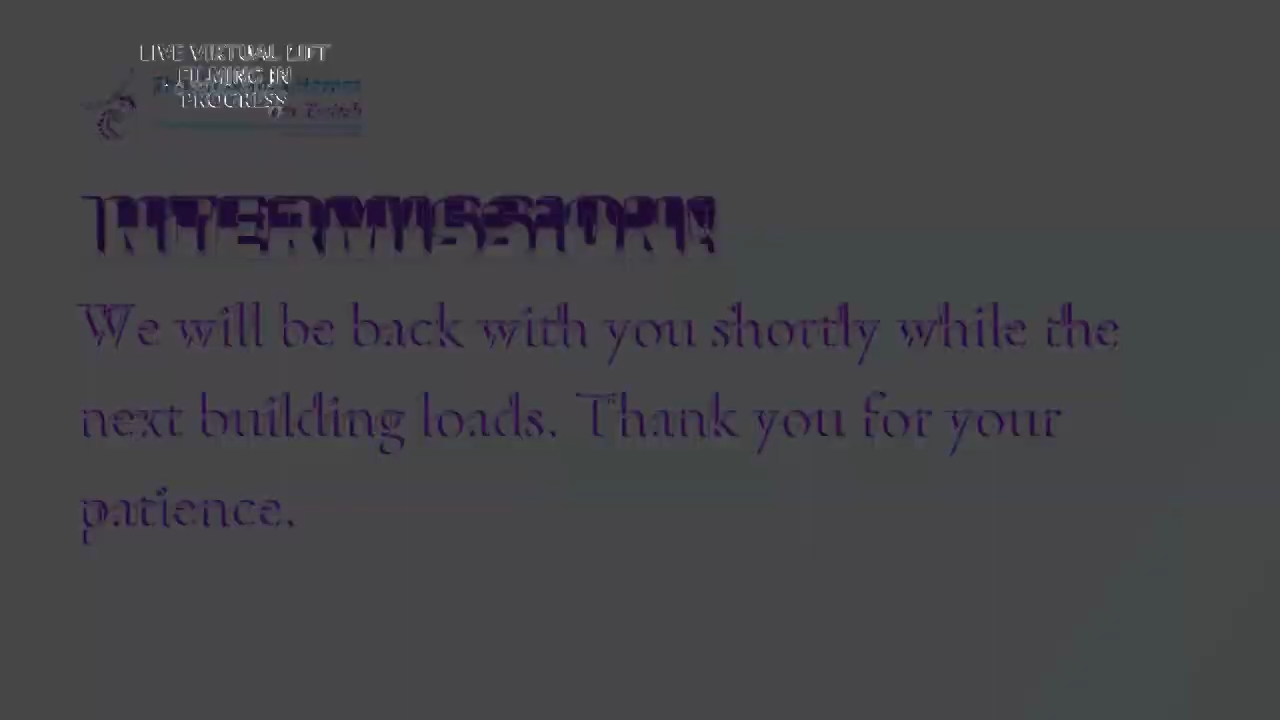 LIVE VIRTUAL LIFT
FILMING IN
PROGRESS
INTERMISSION!
We will be back with you shortly while the
next building loads. Thank you for your
patience.